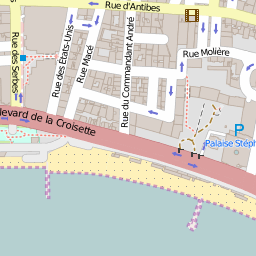 Rue d'Antibes
Rue Molière
Rue des Serbes
Rue des États-Unis
Rue Macé
Rue du Commandant André
levard de la Croisette
P
Palaise Stéph